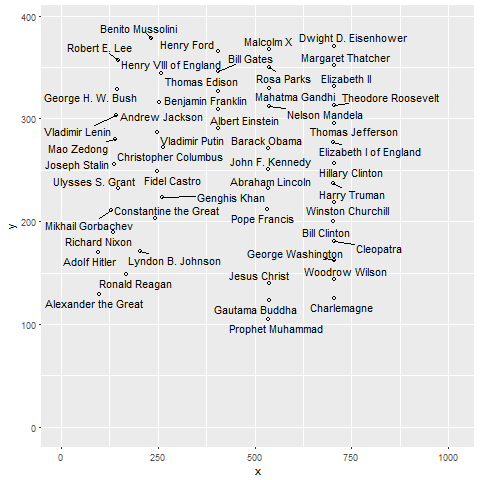 400
Benito Mussolini
Robert E. Lee
Henry Ford
Malcolm X
Dwight D. Eisenhower
Henry VIII of England
Bill Gates
Margaret Thatcher
Thomas Edison
Rosa Parks
Elizabeth II
George H. W. Bush
Benjamin Franklin
Mahatma Gandhi
Theodore Roosevelt
300
Andrew Jackson
Albert Einstein
Nelson Mandela
Vladimir Lenin
Thomas Jefferson
Mao Zedong
Vladimir Putin
Barack Obama
Elizabeth I of England
Joseph Stalin
Christopher Columbus
John F. Kennedy
Hillary Clinton
Ulysses S. Grant
Fidel Castro
Abraham Lincoln
Genghis Khan
Harry Truman
200
Constantine the Great
Pope Francis
Winston Churchill
Mikhail Gorbachev
Bill Clinton
Richard Nixon
Cleopatra
Adolf Hitler
Lyndon B. Johnson
George Washington
Ronald Reagan
Jesus Christ
Woodrow Wilson
Alexander the Great
Gautama Buddha
Charlemagne
Prophet Muhammad
100
0
y
0 250 500 750 1000
x